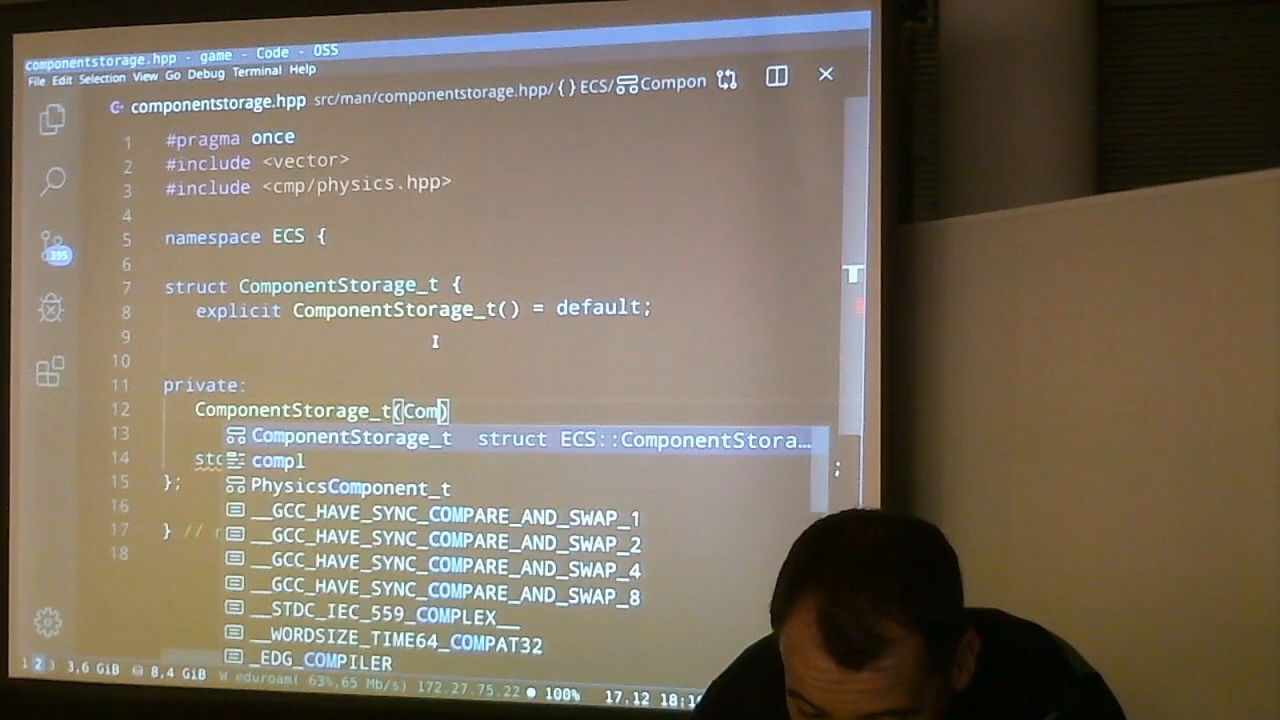 componentstorage.hpp - game - Code - OSS
File Edit Selection View Go Debug Terminal Help
componentstorage.hpp src/man/componentstorage.hpp/ {} ECS/ Compon
1 #pragma once
2 #include <vector>
3 #include <cmp/physics.hpp>
4
5 namespace ECS {
6
7 struct ComponentStorage_t {
8 explicit ComponentStorage_t() = default;
9
10
11 private:
12 ComponentStorage_t(Com)
13 ComponentStorage_t struct ECS::ComponentStora...
14 compl ;
15 }; PhysicsComponent_t
16 __GCC_HAVE_SYNC_COMPARE_AND_SWAP_1
17 } // __GCC_HAVE_SYNC_COMPARE_AND_SWAP_2
18 __GCC_HAVE_SYNC_COMPARE_AND_SWAP_4
__GCC_HAVE_SYNC_COMPARE_AND_SWAP_8
__STDC_IEC_559_COMPLEX__
__WORDSIZE_TIME64_COMPAT32
_EDG_COMPILER
395
1 2 3 3,6 GiB 8,4 GiB W eduroam( 63%,65 Mb/s) 172.27.75.22 100% 17.12